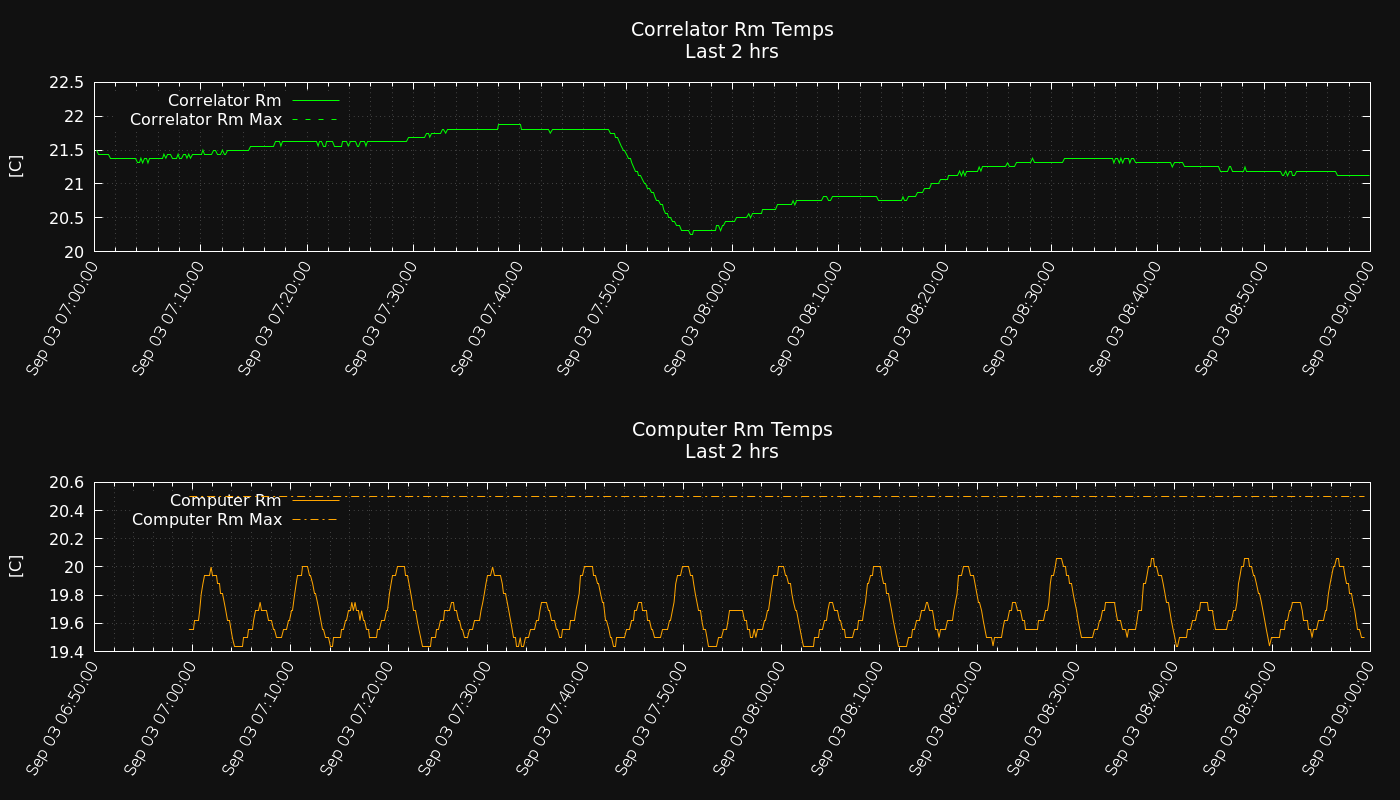 Correlator Rm Temps
Last 2 hrs
22.5
22
21.5
21
20.5
20
[C]
Correlator Rm
Correlator Rm Max
Sep 03 07:00:00
Sep 03 07:10:00
Sep 03 07:20:00
Sep 03 07:30:00
Sep 03 07:40:00
Sep 03 07:50:00
Sep 03 08:00:00
Sep 03 08:10:00
Sep 03 08:20:00
Sep 03 08:30:00
Sep 03 08:40:00
Sep 03 08:50:00
Sep 03 09:00:00
Computer Rm Temps
Last 2 hrs
20.6
20.4
20.2
20
19.8
19.6
19.4
[C]
Computer Rm
Computer Rm Max
Sep 03 06:50:00
Sep 03 07:00:00
Sep 03 07:10:00
Sep 03 07:20:00
Sep 03 07:30:00
Sep 03 07:40:00
Sep 03 07:50:00
Sep 03 08:00:00
Sep 03 08:10:00
Sep 03 08:20:00
Sep 03 08:30:00
Sep 03 08:40:00
Sep 03 08:50:00
Sep 03 09:00:00